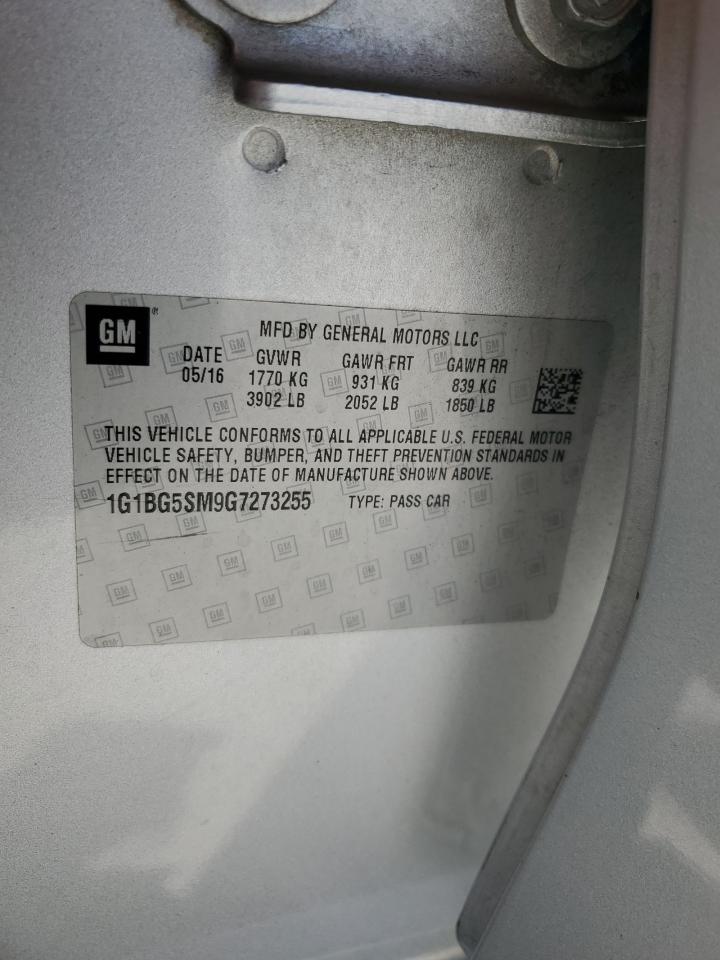 GM ®
MFD BY GENERAL MOTORS LLC
DATE GVWR GAWR FRT GAWR RR
05/16 1770 KG 931 KG 839 KG
3902 LB 2052 LB 1850 LB
THIS VEHICLE CONFORMS TO ALL APPLICABLE U.S. FEDERAL MOTOR
VEHICLE SAFETY, BUMPER, AND THEFT PREVENTION STANDARDS IN
EFFECT ON THE DATE OF MANUFACTURE SHOWN ABOVE.
1G1BG5SM9G7273255 TYPE: PASS CAR